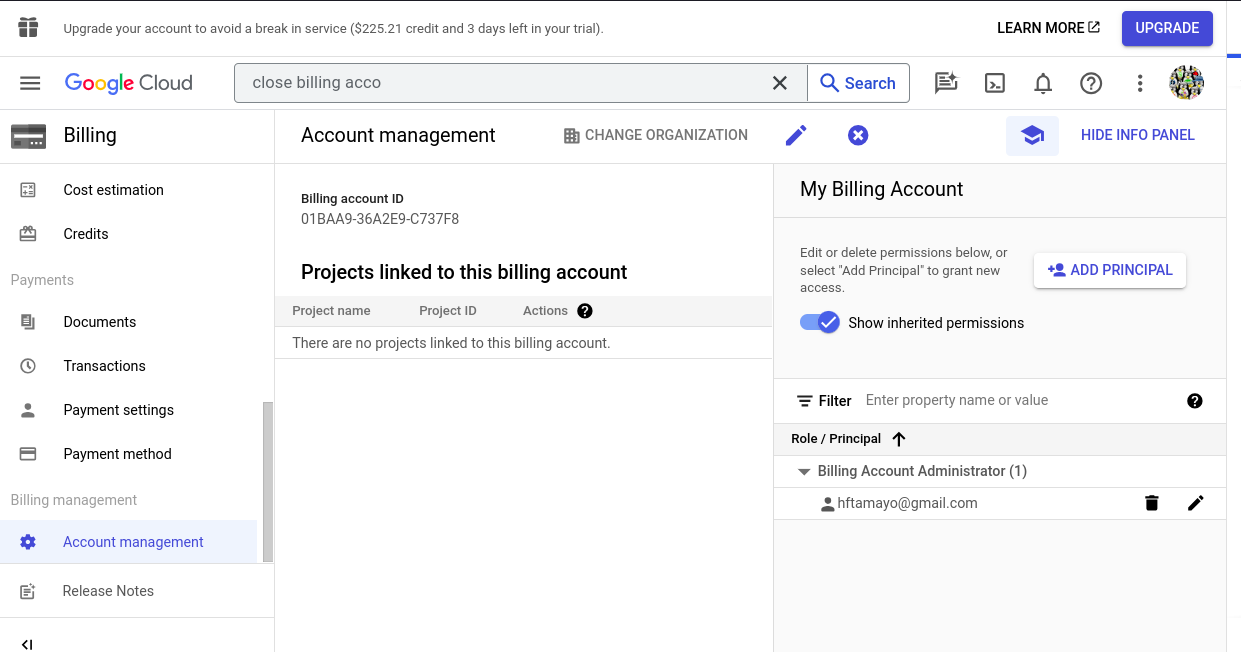 Upgrade your account to avoid a break in service ($225.21 credit and 3 days left in your trial).
LEARN MORE
UPGRADE
Google Cloud
close billing acco
Search
Billing
Account management
CHANGE ORGANIZATION
HIDE INFO PANEL
Cost estimation
Credits
Payments
Documents
Transactions
Payment settings
Payment method
Billing management
Account management
Release Notes
Billing account ID
01BAA9-36A2E9-C737F8
Projects linked to this billing account
Project name
Project ID
Actions
There are no projects linked to this billing account.
My Billing Account
Edit or delete permissions below, or
select "Add Principal" to grant new
access.
ADD PRINCIPAL
Show inherited permissions
Filter
Enter property name or value
Role / Principal
Billing Account Administrator (1)
hftamayo@gmail.com